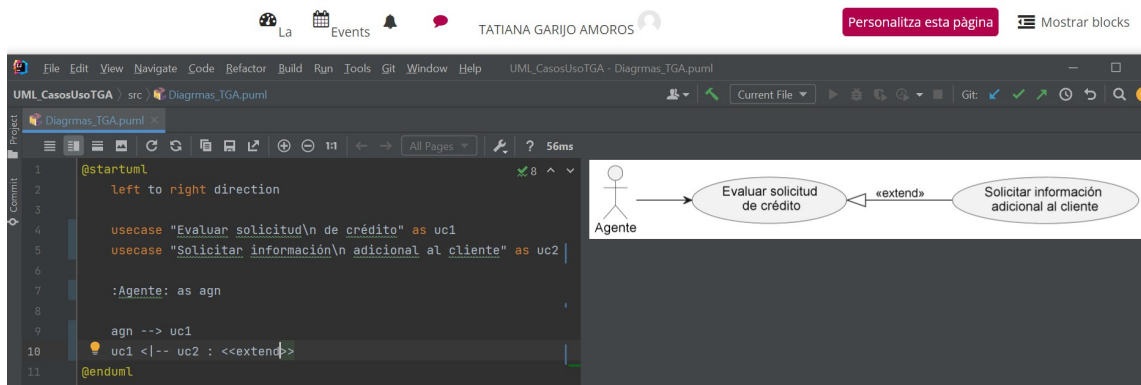 La Events TATIANA GARIJO AMOROS Personalitza esta pàgina Mostrar blocks
File Edit View Navigate Code Refactor Build Run Tools Git Window Help UML_CasosUsoTGA - Diagrmas_TGA.puml
UML_CasosUsoTGA src Diagrmas_TGA.puml Current File Git:
Project
Commit
Diagrmas_TGA.puml
1:1 All Pages ? 56ms
1 @startuml 8
2 left to right direction
3
4 usecase "Evaluar solicitud\n de crédito" as uc1
5 usecase "Solicitar información\n adicional al cliente" as uc2
6
7 :Agente: as agn
8
9 agn --> uc1
10 uc1 <|-- uc2 : <<extend>>
11 @enduml
Agente
Evaluar solicitud
de crédito
«extend»
Solicitar información
adicional al cliente